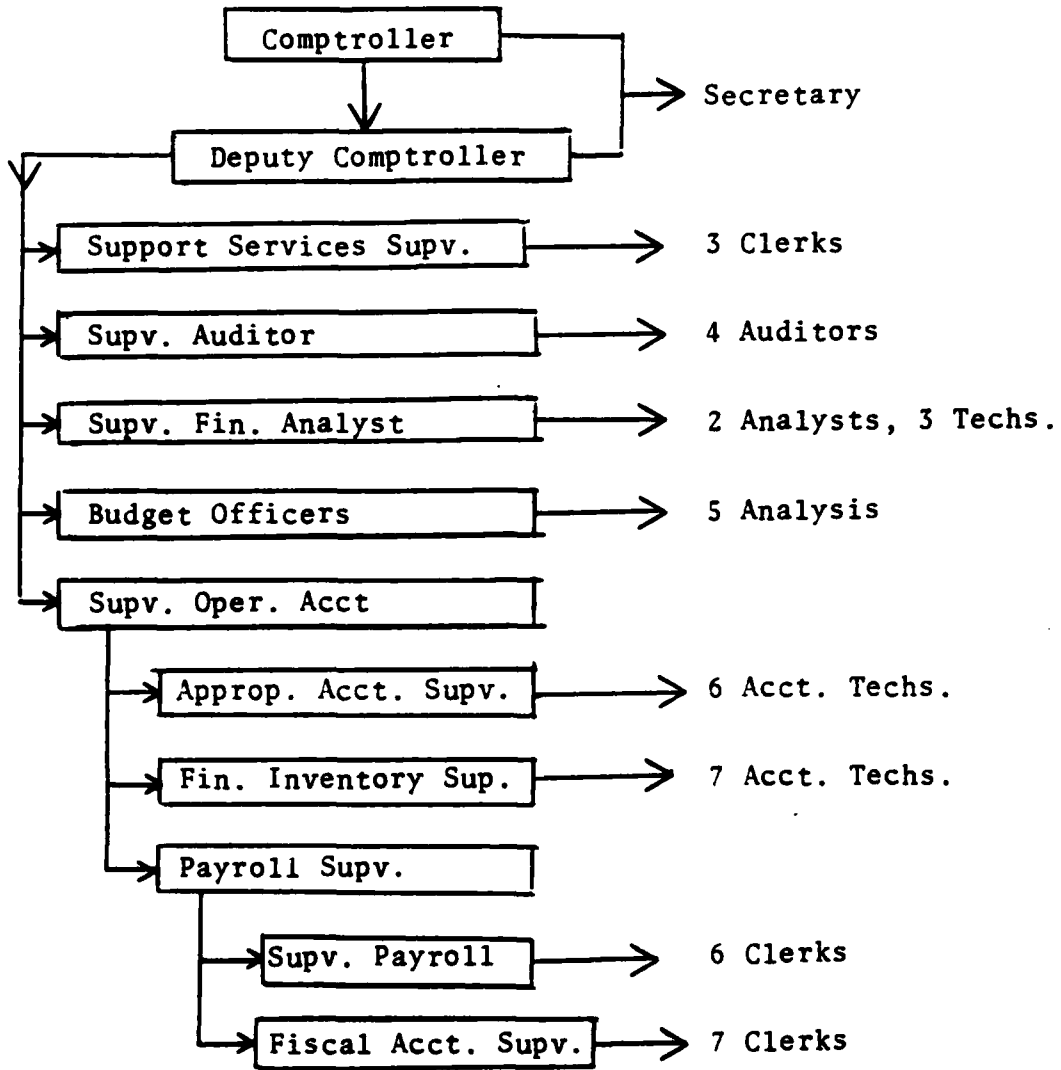 Comptroller
Secretary
Deputy Comptroller
Support Services Supv. 3 Clerks
Supv. Auditor 4 Auditors
Supv. Fin. Analyst 2 Analysts, 3 Techs.
Budget Officers 5 Analysis
Supv. Oper. Acct
Approp. Acct. Supv. 6 Acct. Techs.
Fin. Inventory Sup. 7 Acct. Techs.
Payroll Supv.
Supv. Payroll 6 Clerks
Fiscal Acct. Supv. 7 Clerks